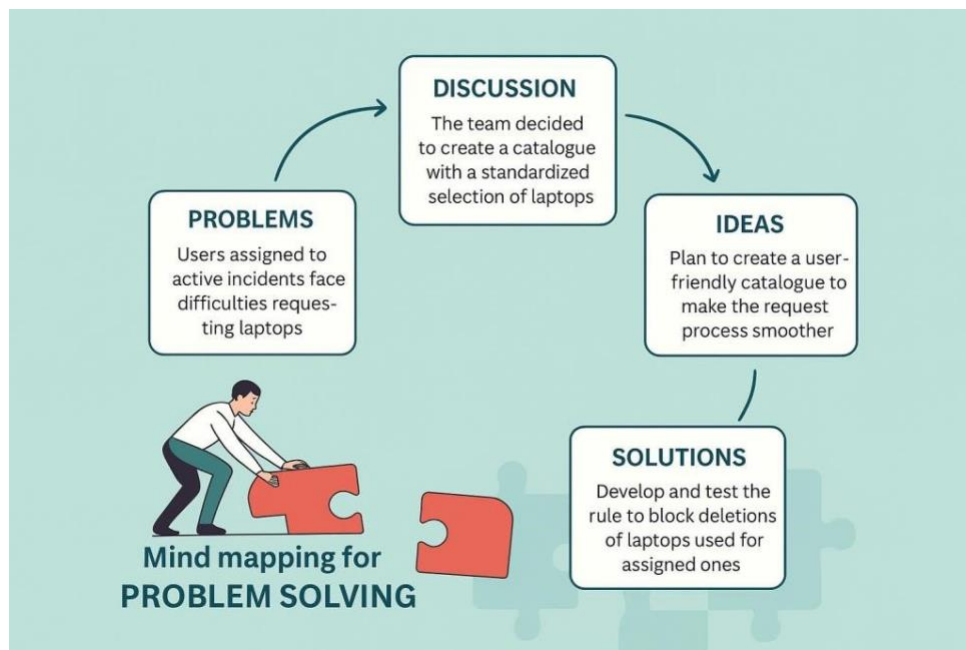 PROBLEMS
Users assigned to
active incidents face
difficulties reques-
ting laptops
DISCUSSION
The team decided
to create a catalogue
with a standardized
selection of laptops
IDEAS
Plan to create a user-
friendly catalogue to
make the request
process smoother
SOLUTIONS
Develop and test the
rule to block deletions
of laptops used for
assigned ones
Mind mapping for
PROBLEM SOLVING